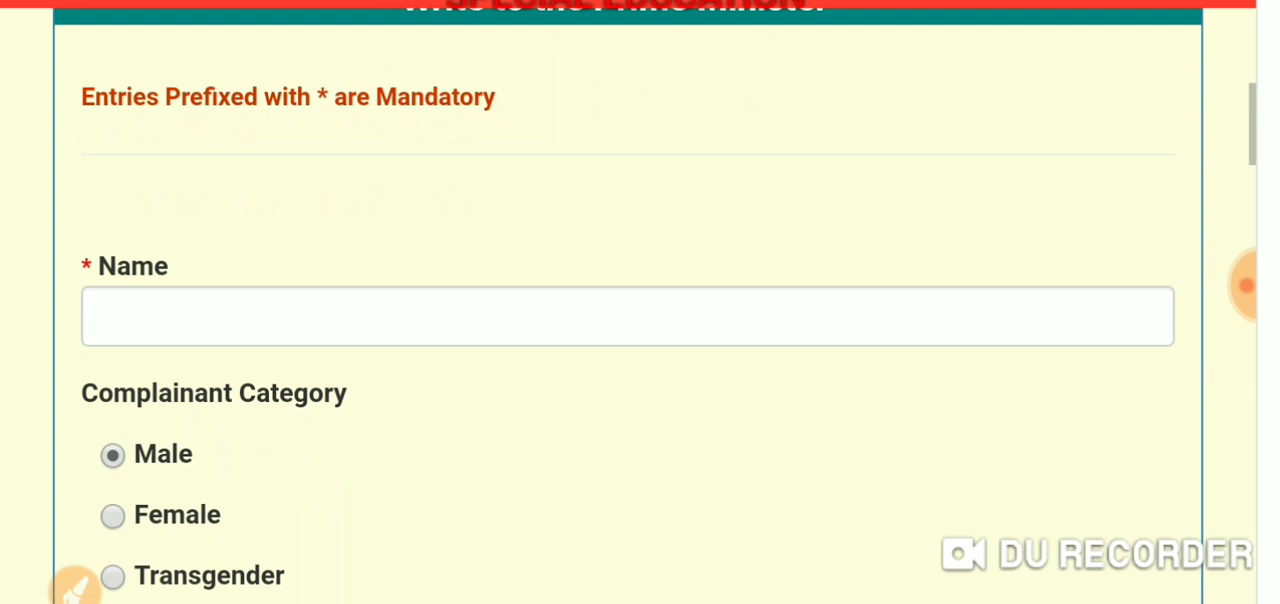 Entries Prefixed with * are Mandatory
* Name
Complainant Category
Male
Female
Transgender
DU RECORDER